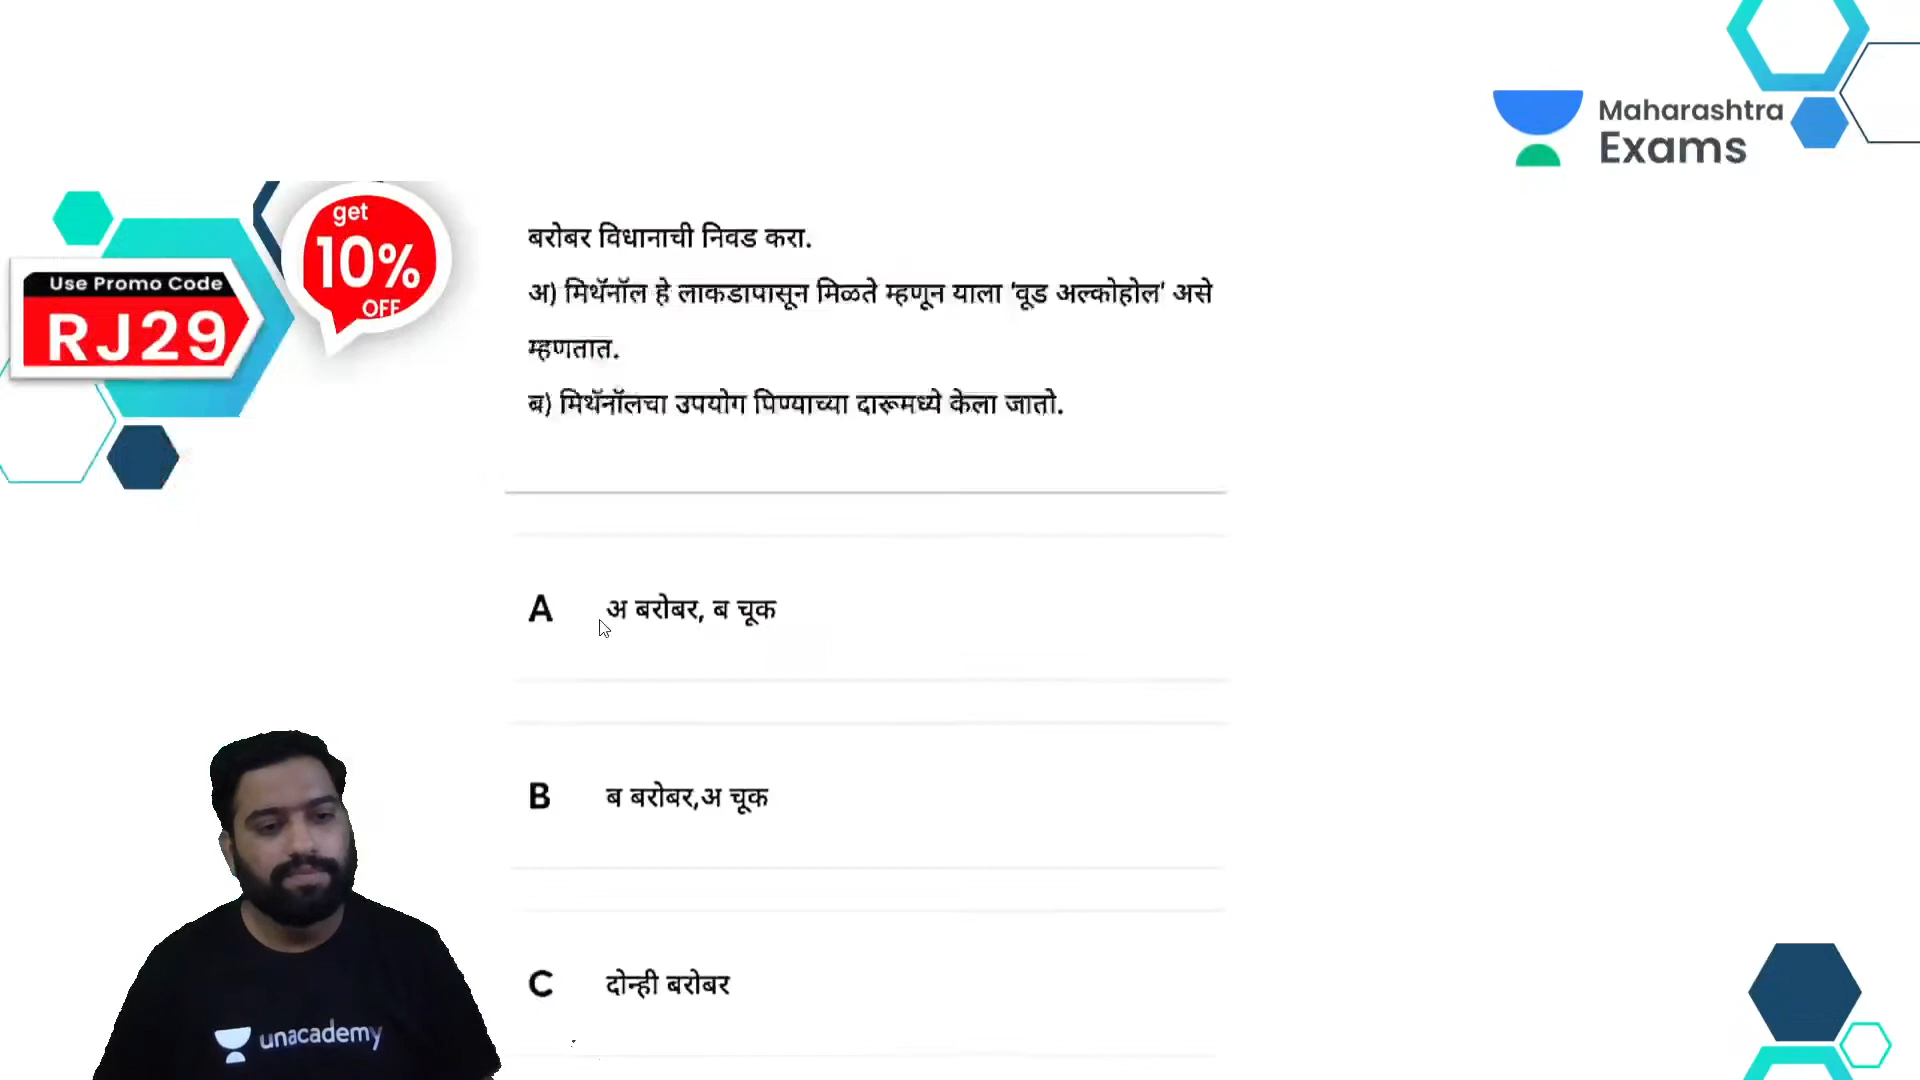 Maharashtra
Exams
get
10%
OFF
Use Promo Code
RJ29
बरोबर विधानाची निवड करा.
अ) मिथॅनॉल हे लाकडापासून मिळते म्हणून याला 'वूड अल्कोहोल' असे
म्हणतात.
ब) मिथॅनॉलचा उपयोग पिण्याच्या दारूमध्ये केला जातो.
A अ बरोबर, ब चूक
B ब बरोबर,अ चूक
C दोन्ही बरोबर
unacademy